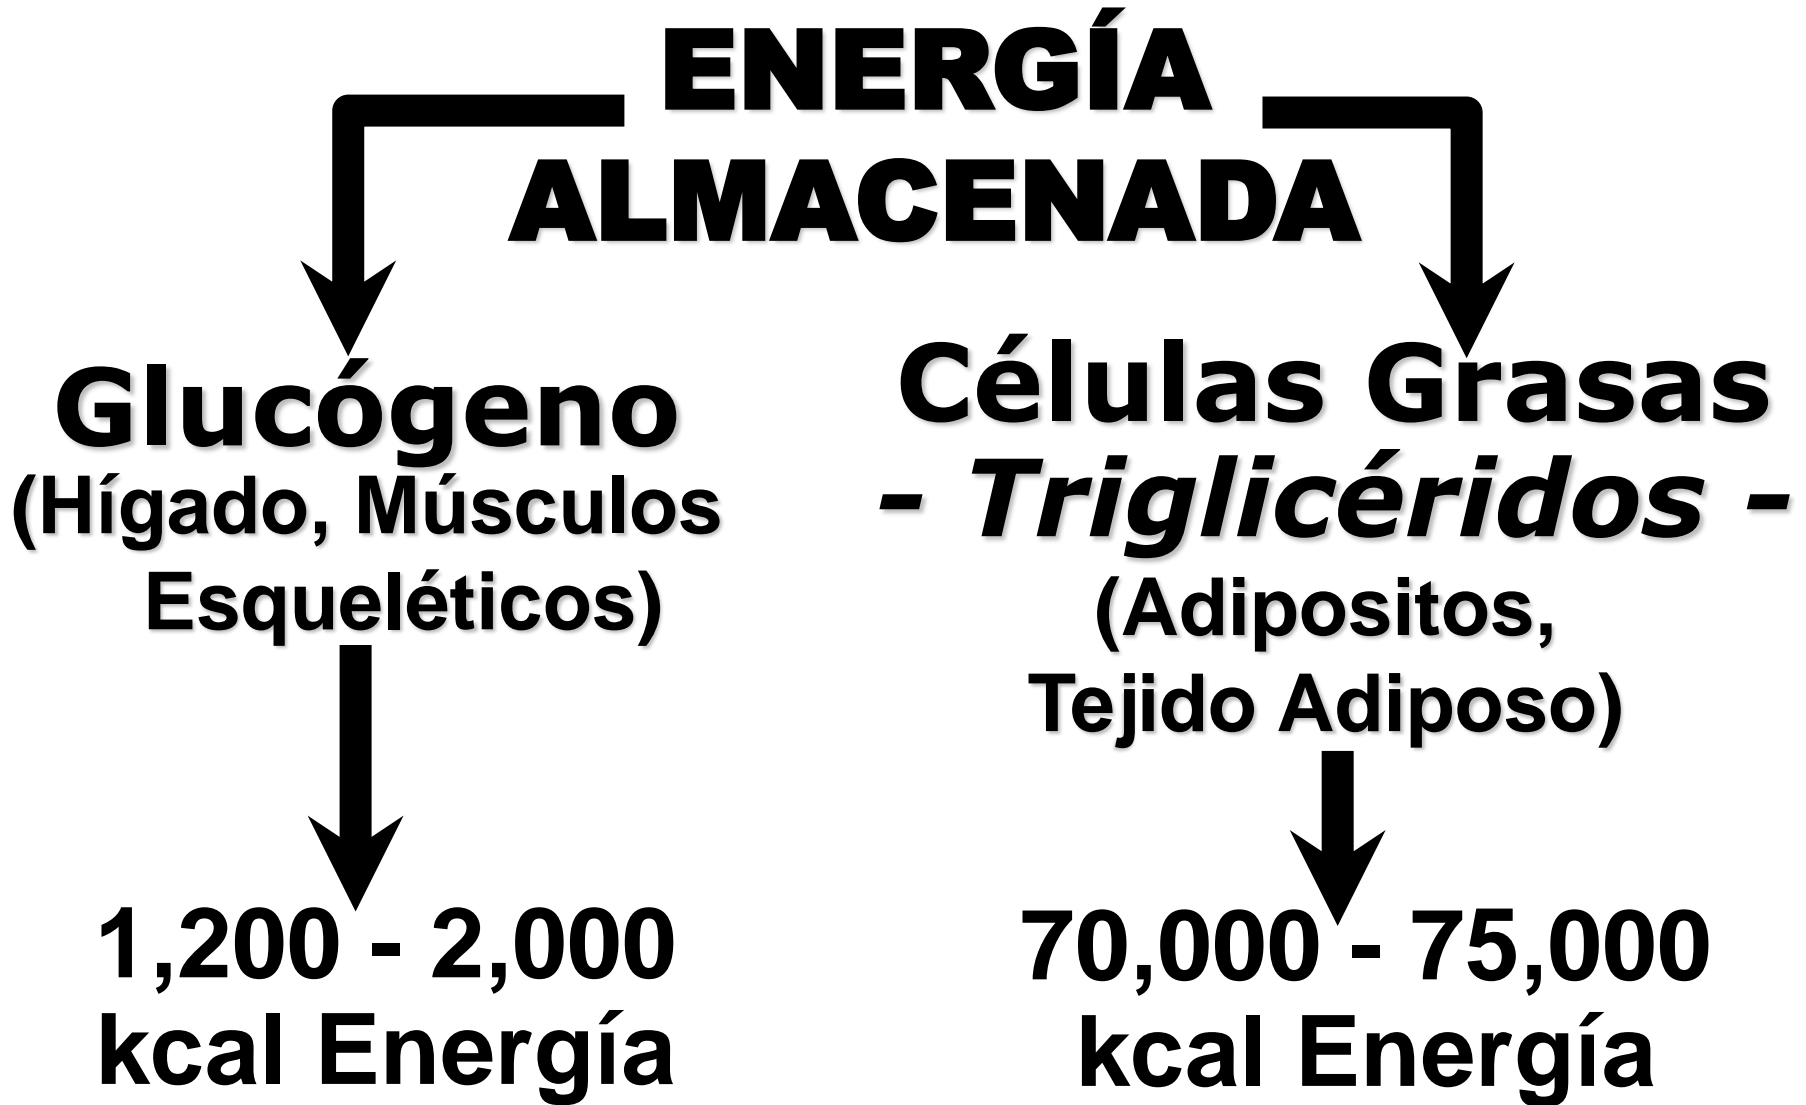 ENERGÍA
ALMACENADA
Glucógeno
(Hígado, Músculos
Esqueléticos)
1,200 - 2,000
kcal Energía
Células Grasas
- Triglicéridos -
(Adipositos,
Tejido Adiposo)
70,000 - 75,000
kcal Energía